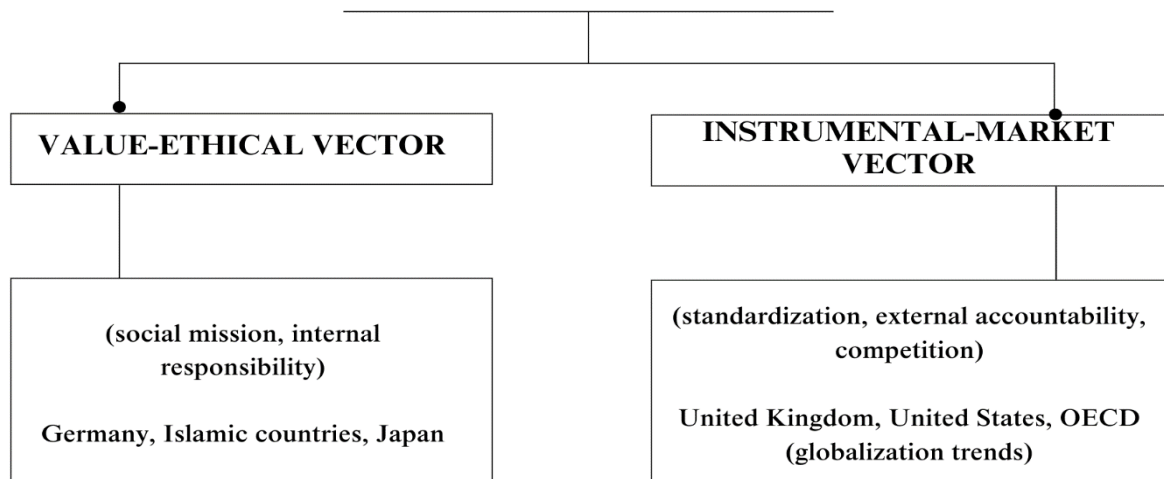 VALUE-ETHICAL VECTOR
(social mission, internal
responsibility)
Germany, Islamic countries, Japan
INSTRUMENTAL-MARKET
VECTOR
(standardization, external accountability,
competition)
United Kingdom, United States, OECD
(globalization trends)